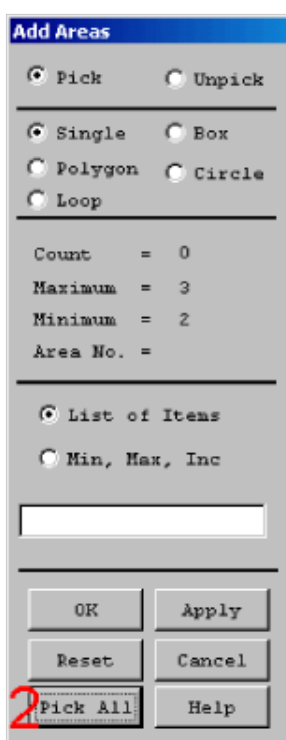 Add Areas
Pick Unpick
Single Box
Polygon Circle
Loop
Count = 0
Maximum = 3
Minimum = 2
Area No. =
List of Items
Min, Max, Inc
OK Apply
Reset Cancel
2 Pick All Help